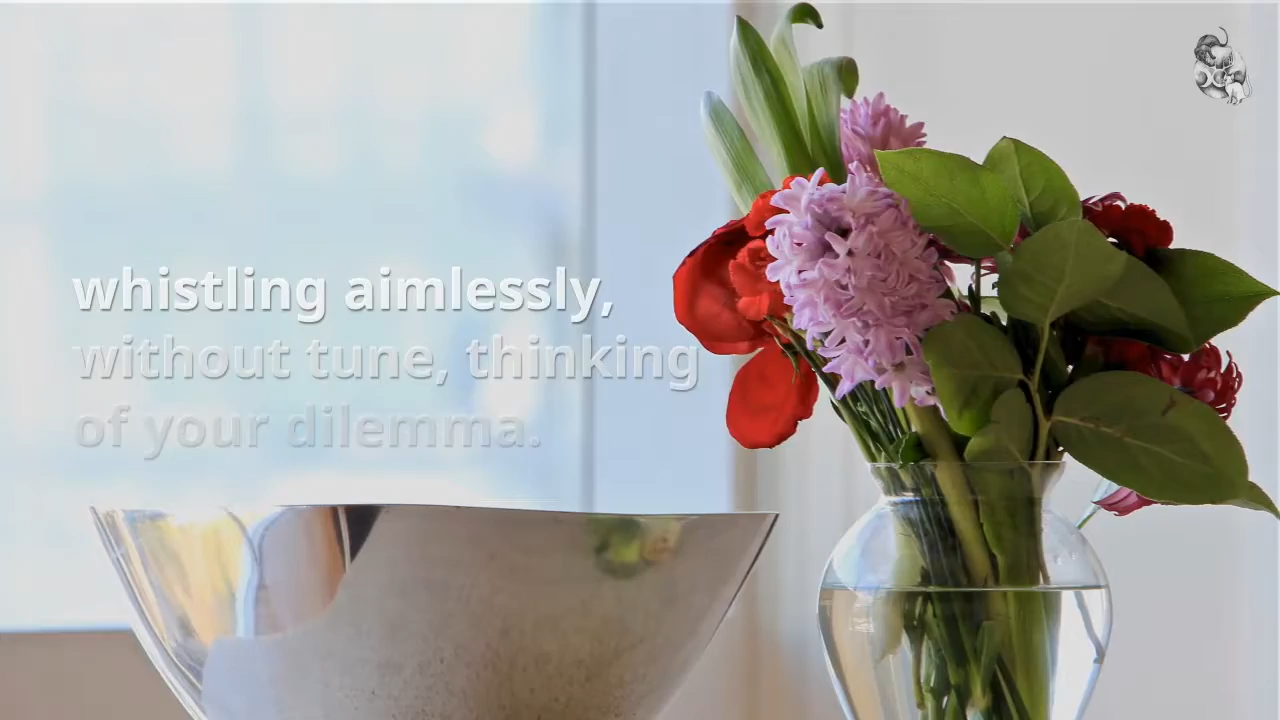 whistling aimlessly,
without tune, thinking
of your dilemma.